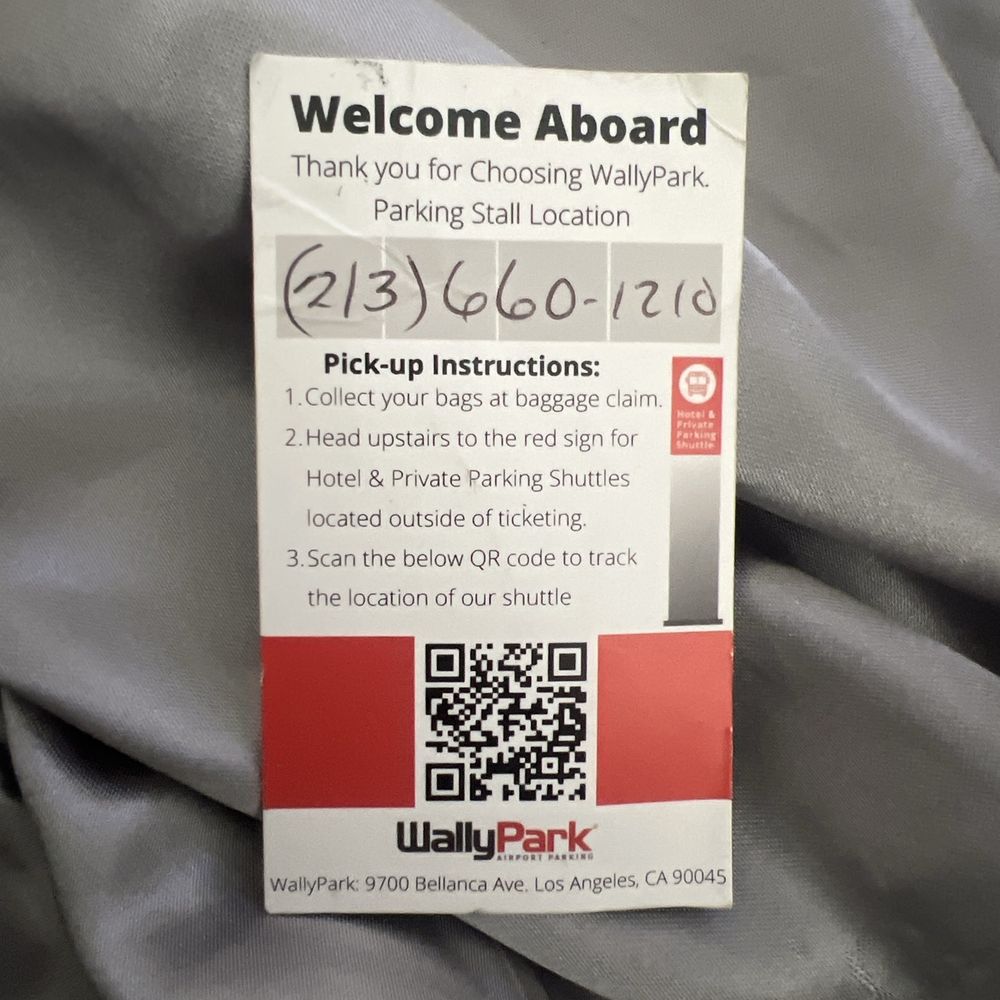 Welcome Aboard
Thank you for Choosing WallyPark.
Parking Stall Location
(213) 660-1210
Pick-up Instructions:
1. Collect your bags at baggage claim.
2. Head upstairs to the red sign for
Hotel & Private Parking Shuttles
located outside of ticketing.
3. Scan the below QR code to track
the location of our shuttle
Hotel &
Private
Parking
Shuttle
WallyPark
AIRPORT PARKING
WallyPark: 9700 Bellanca Ave. Los Angeles, CA 90045